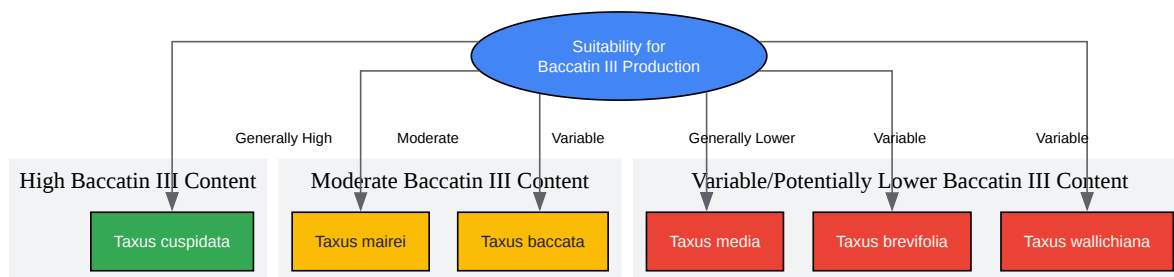 Suitability for
Baccatin III Production
Generally High
Moderate
Variable
Generally Lower
Variable
Variable
High Baccatin III Content
Moderate Baccatin III Content
Variable/Potentially Lower Baccatin III Content
Taxus cuspidata
Taxus mairei
Taxus baccata
Taxus media
Taxus brevifolia
Taxus wallichiana